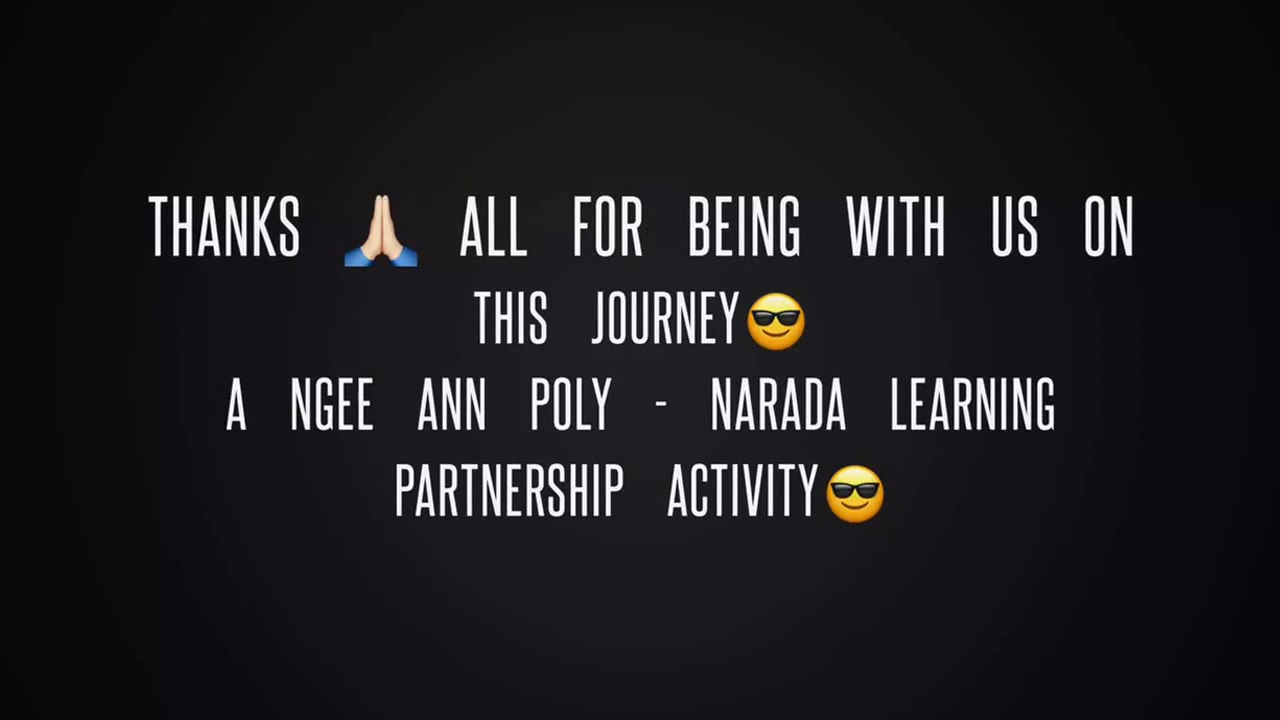 THANKS 🙏🏻 ALL FOR BEING WITH US ON
THIS JOURNEY😎
A NGEE ANN POLY - NARADA LEARNING
PARTNERSHIP ACTIVITY😎